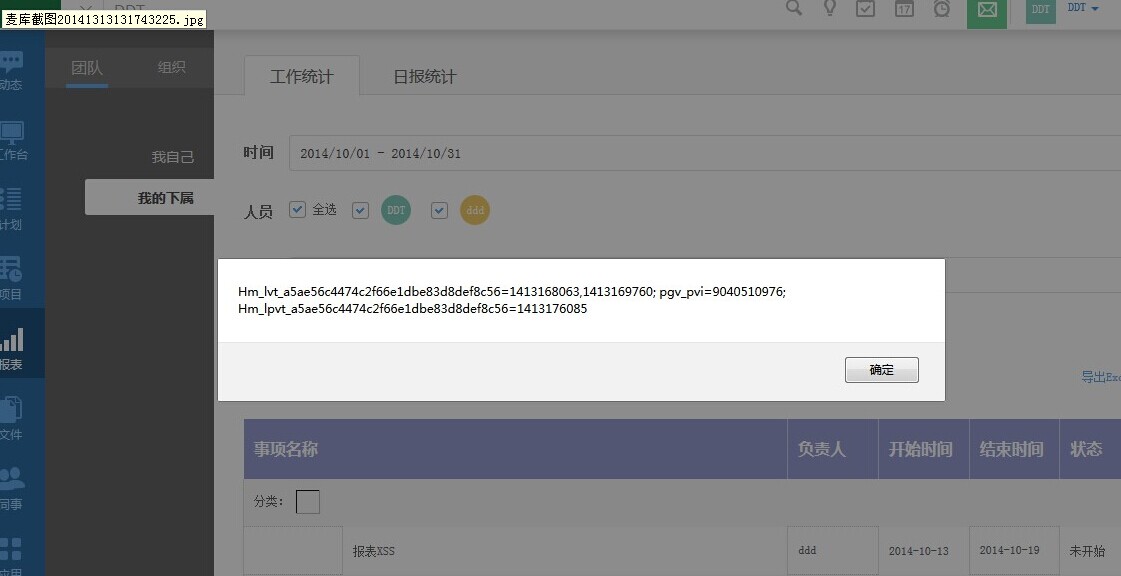 DDT
麦库截图20141313131743225.jpg
17
DDT
DDT
动态
工作台
计划
项目
报表
文件
同事
应用
团队
组织
我自己
我的下属
工作统计
日报统计
时间
2014/10/01 - 2014/10/31
人员
全选
DDT
ddd
Hm_lvt_a5ae56c4474c2f66e1dbe83d8def8c56=1413168063,1413169760; pgv_pvi=9040510976;
Hm_lpvt_a5ae56c4474c2f66e1dbe83d8def8c56=1413176085
确定
导出Exc
事项名称
负责人
开始时间
结束时间
状态
分类：
报表XSS
ddd
2014-10-13
2014-10-19
未开始